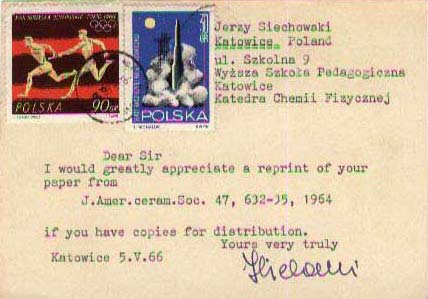 Jerzy Siechowski
Katowice, Poland
ul. Szkolna 9
Wyższa Szkoła Pedagogiczna
Katowice
Katedra Chemii Fizycznej
POLSKA
90 GR
POLSKA
Dear Sir
I would greatly appreciate a reprint of your
paper from
J.Amer.ceram.Soc. 47, 632-35, 1964
if you have copies for distribution.
Yours very truly
Katowice 5.V.66